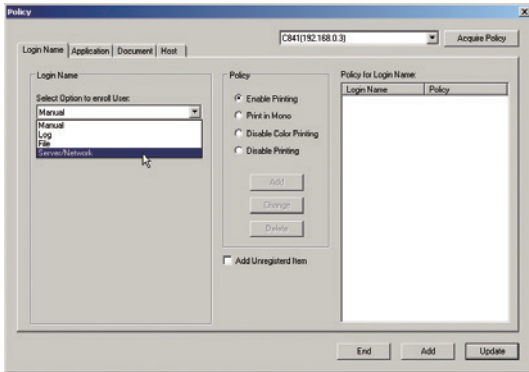 Policy
C841(192.168.0.3)
Acquire Policy
Login Name
Application
Document
Host
Login Name
Select Option to enroll User:
Manual
Manual
Log
File
Server/Network
Policy
Enable Printing
Print in Mono
Disable Color Printing
Disable Printing
Add
Change
Delete
Add Unregisterd Item
Policy for Login Name:
Login Name
Policy
End
Add
Update